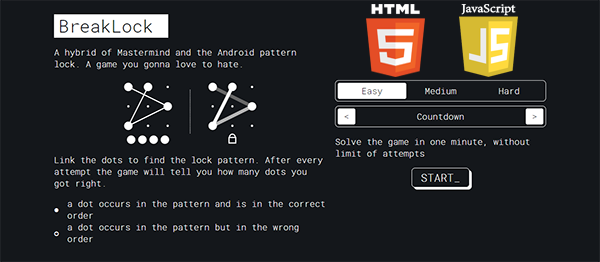 BreakLock
A hybrid of Mastermind and the Android pattern
lock. A game you gonna love to hate.
Link the dots to find the lock pattern. After every
attempt the game will tell you how many dots you
got right.
a dot occurs in the pattern and is in the correct
order
a dot occurs in the pattern but in the wrong
order
HTML
5
JavaScript
JS
Easy Medium Hard
< Countdown >
Solve the game in one minute, without
limit of attempts
START_